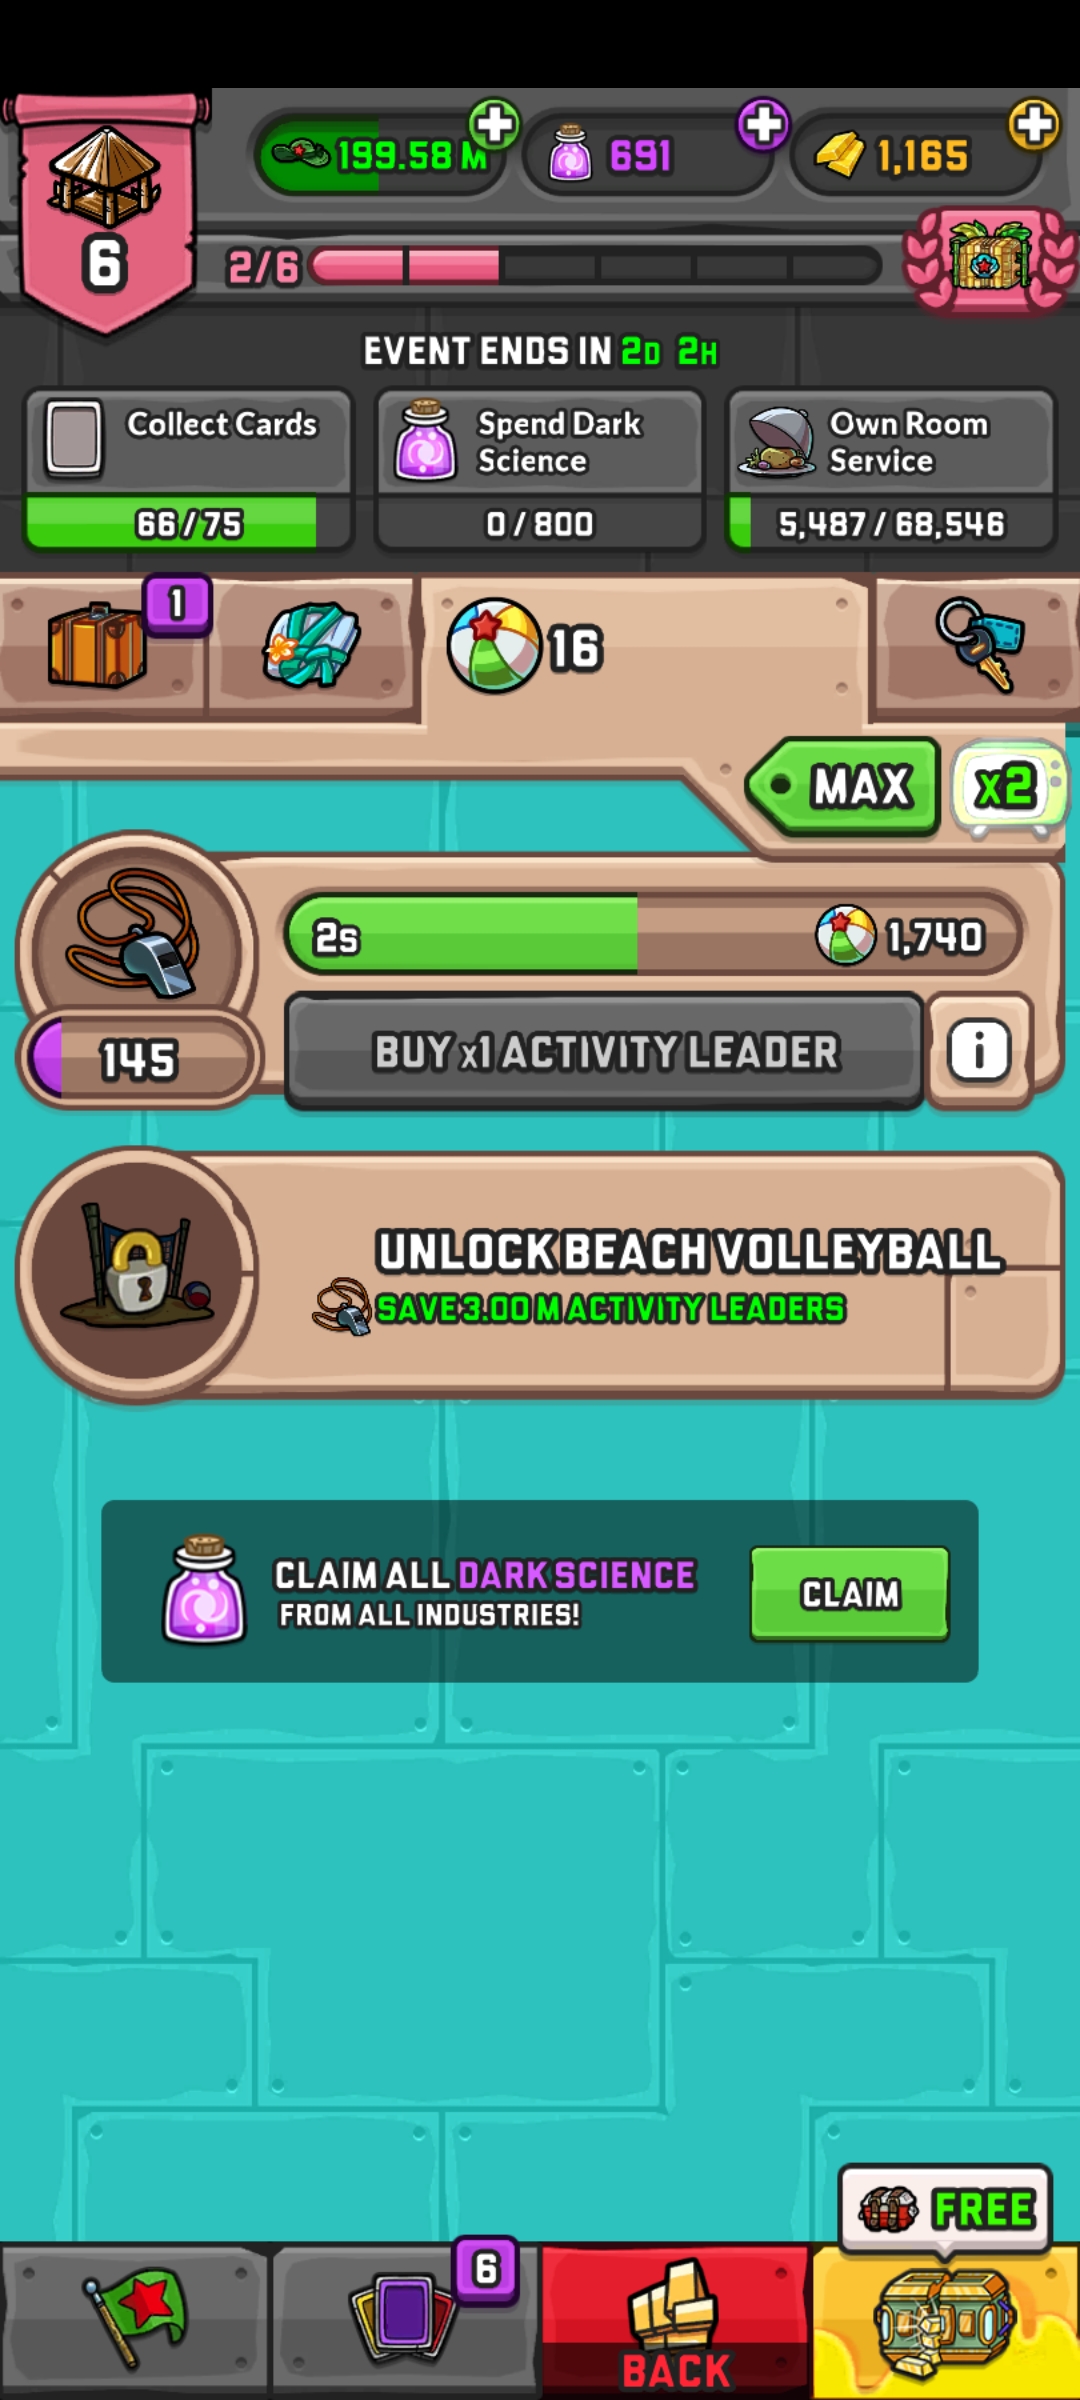 199.58 M
691
1,165
6
2/6
EVENT ENDS IN 2D 2H
Collect Cards
66/75
Spend Dark
Science
0/800
Own Room
Service
5,487/68,546
1
16
MAX
x2
2s
1,740
145
BUY x1 ACTIVITY LEADER
i
UNLOCK BEACH VOLLEYBALL
SAVE 3.00 M ACTIVITY LEADERS
CLAIM ALL DARK SCIENCE
FROM ALL INDUSTRIES!
CLAIM
FREE
6
BACK